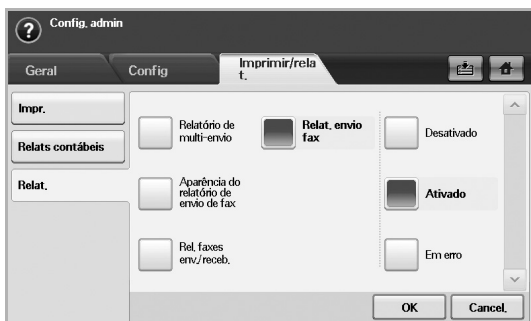 Config. admin
Geral
Config
Imprimir/rela
t.
Impr.
Relats contábeis
Relat.
Relatório de
multi-envio
Relat. envio
fax
Desativado
Aparência do
relatório de
envio de fax
Ativado
Rel. faxes
env./receb.
Em erro
OK
Cancel.